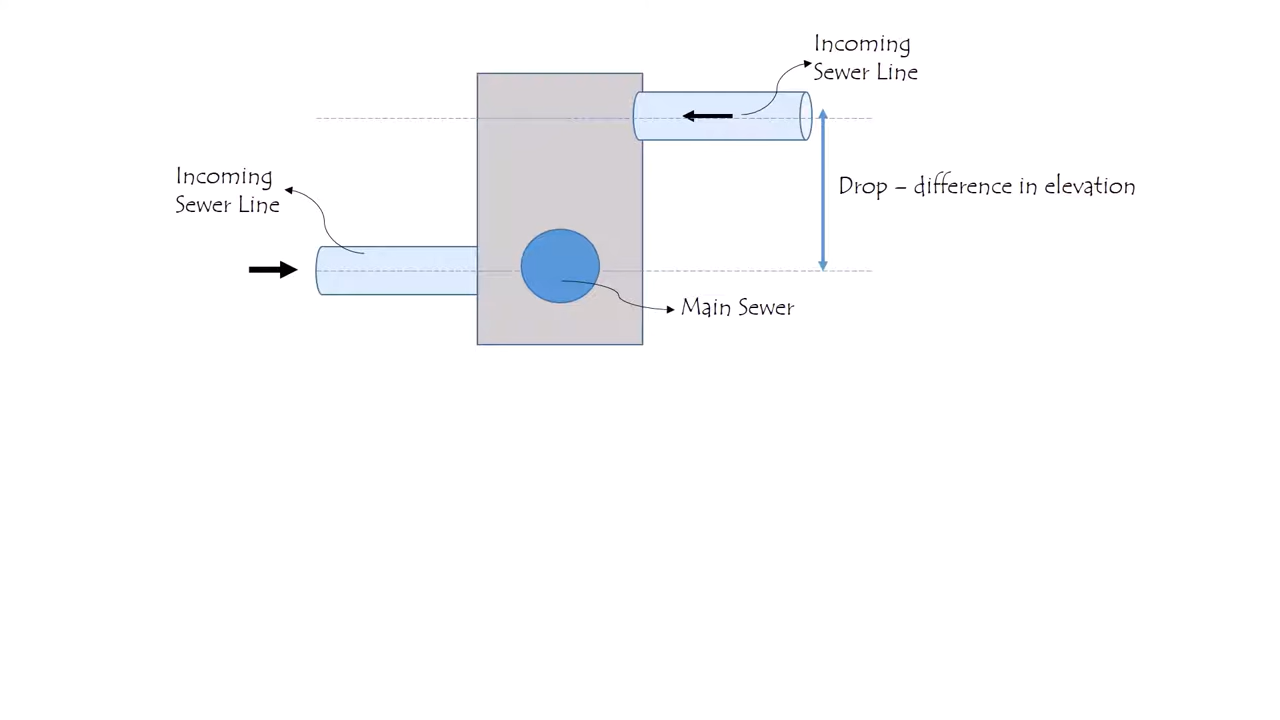 Incoming
Sewer Line
Incoming
Sewer Line
Drop – difference in elevation
Main Sewer